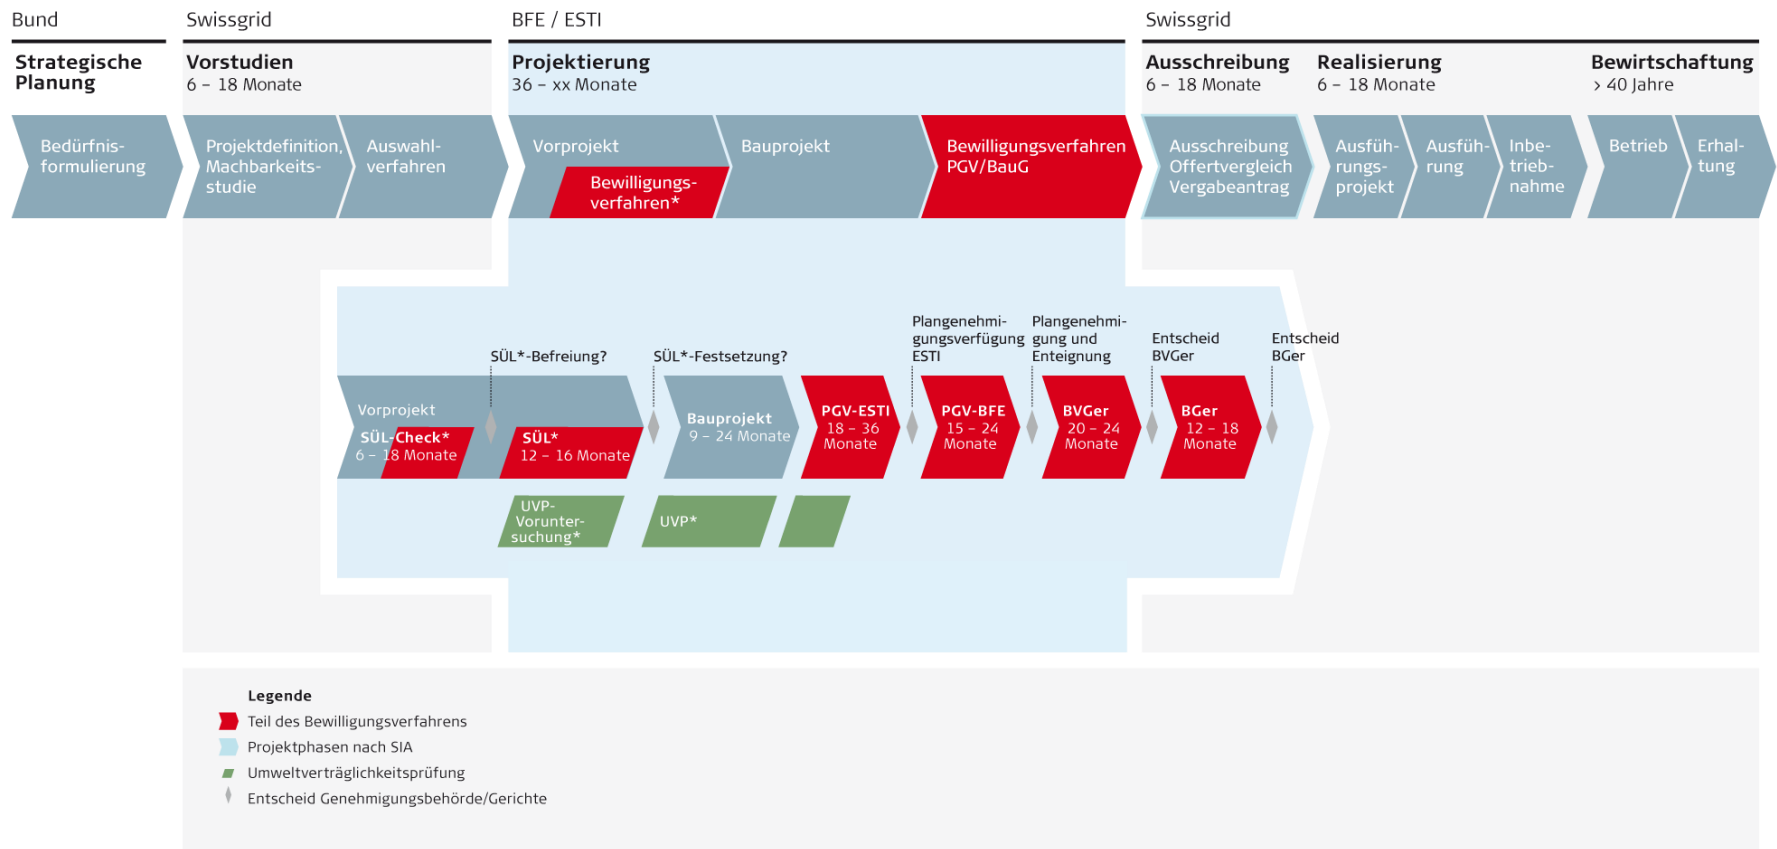 Bund
Swissgrid
BFE / ESTI
Swissgrid
Strategische
Planung
Vorstudien
6 – 18 Monate
Projektierung
36 – xx Monate
Ausschreibung
6 – 18 Monate
Realisierung
6 – 18 Monate
Bewirtschaftung
> 40 Jahre
Bedürfnis-
formulierung
Projektdefinition,
Machbarkeits-
studie
Auswahl-
verfahren
Vorprojekt
Bewilligungs-
verfahren*
Bauprojekt
Bewilligungsverfahren
PGV/BauG
Ausschreibung
Offertvergleich
Vergabeantrag
Ausfüh-
rungs-
projekt
Ausfüh-
rung
Inbe-
trieb-
nahme
Betrieb
Erhal-
tung
SÜL*-Befreiung?
SÜL*-Festsetzung?
Plangenehmi-
gungsverfügung
ESTI
Plangenehmi-
gung und
Enteignung
Entscheid
BVGer
Entscheid
BGer
Vorprojekt
SÜL-Check*
6 – 18 Monate
SÜL*
12 – 16 Monate
Bauprojekt
9 – 24 Monate
PGV-ESTI
18 – 36
Monate
PGV-BFE
15 – 24
Monate
BVGer
20 – 24
Monate
BGer
12 – 18
Monate
UVP-
Vorunter-
suchung*
UVP*
Legende
Teil des Bewilligungsverfahrens
Projektphasen nach SIA
Umweltverträglichkeitsprüfung
Entscheid Genehmigungsbehörde/Gerichte